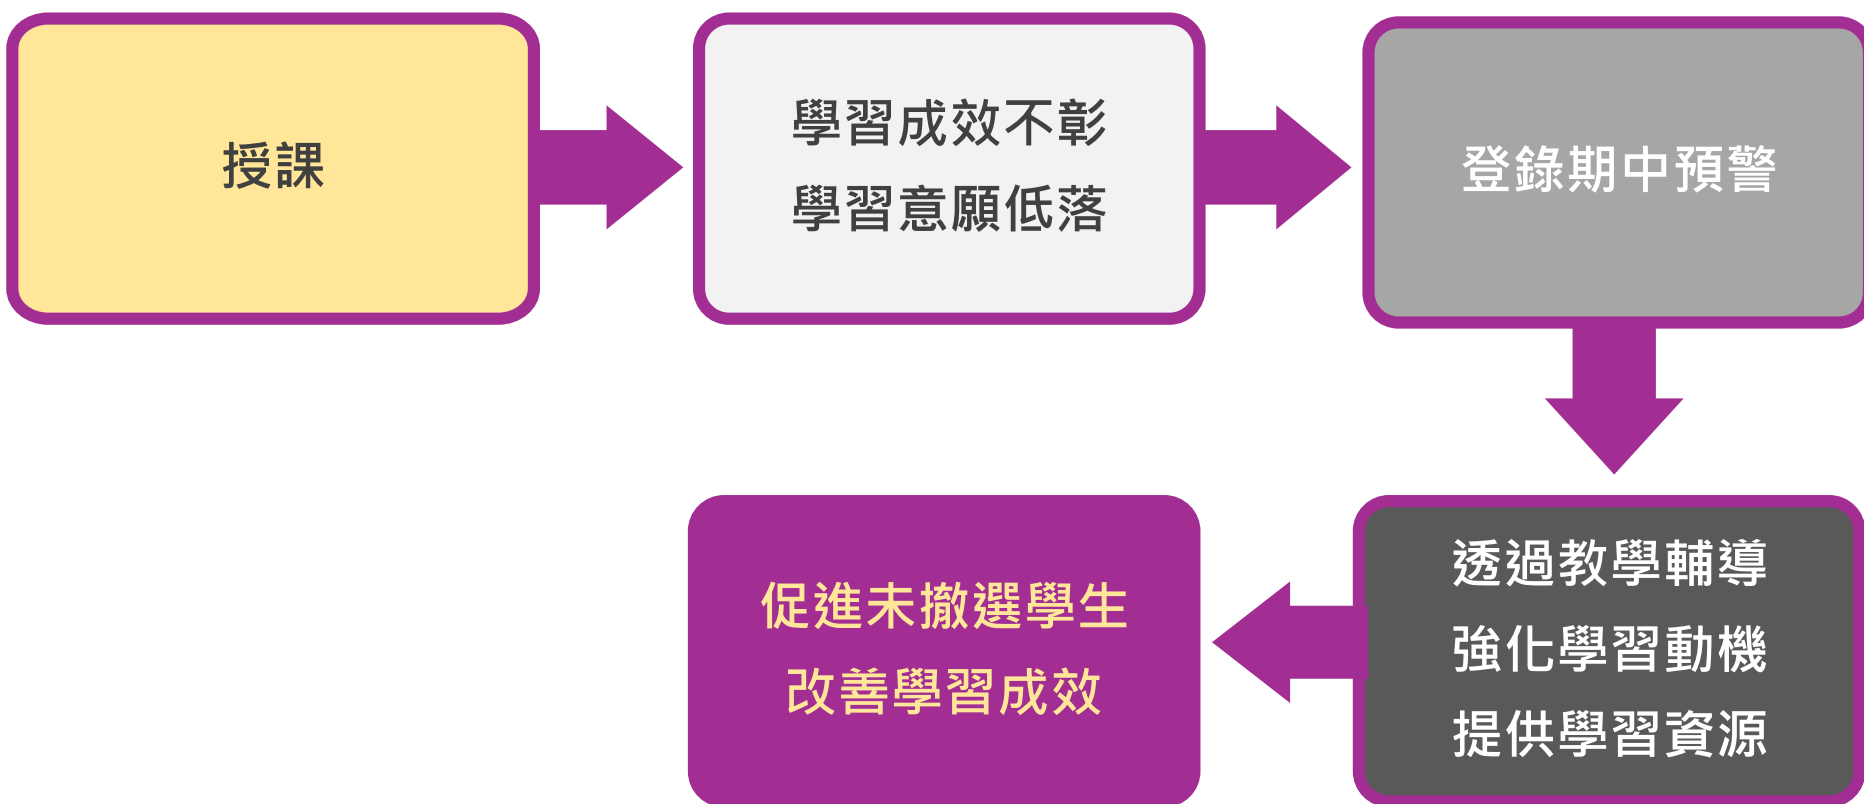 授課
學習成效不彰
學習意願低落
登錄期中預警
透過教學輔導
強化學習動機
提供學習資源
促進未撤選學生
改善學習成效